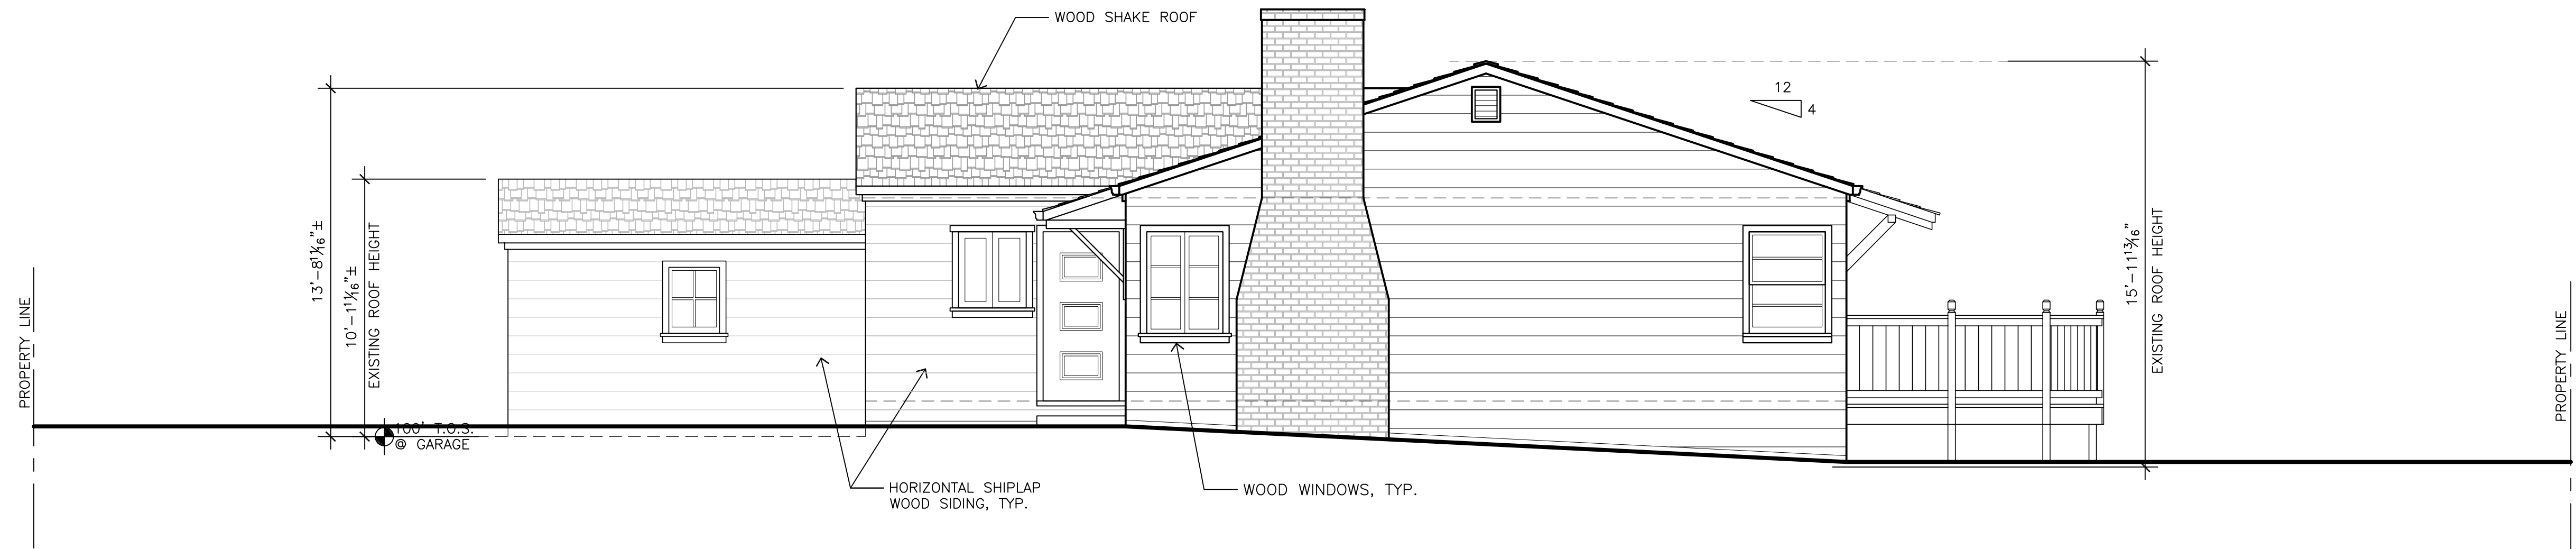 WOOD SHAKE ROOF
12
4
13'-8 11/16"±
10'-1 1/16"±
EXISTING ROOF HEIGHT
15'-11 13/16"
EXISTING ROOF HEIGHT
PROPERTY LINE
PROPERTY LINE
100' T.O.S.
@ GARAGE
HORIZONTAL SHIPLAP
WOOD SIDING, TYP.
WOOD WINDOWS, TYP.